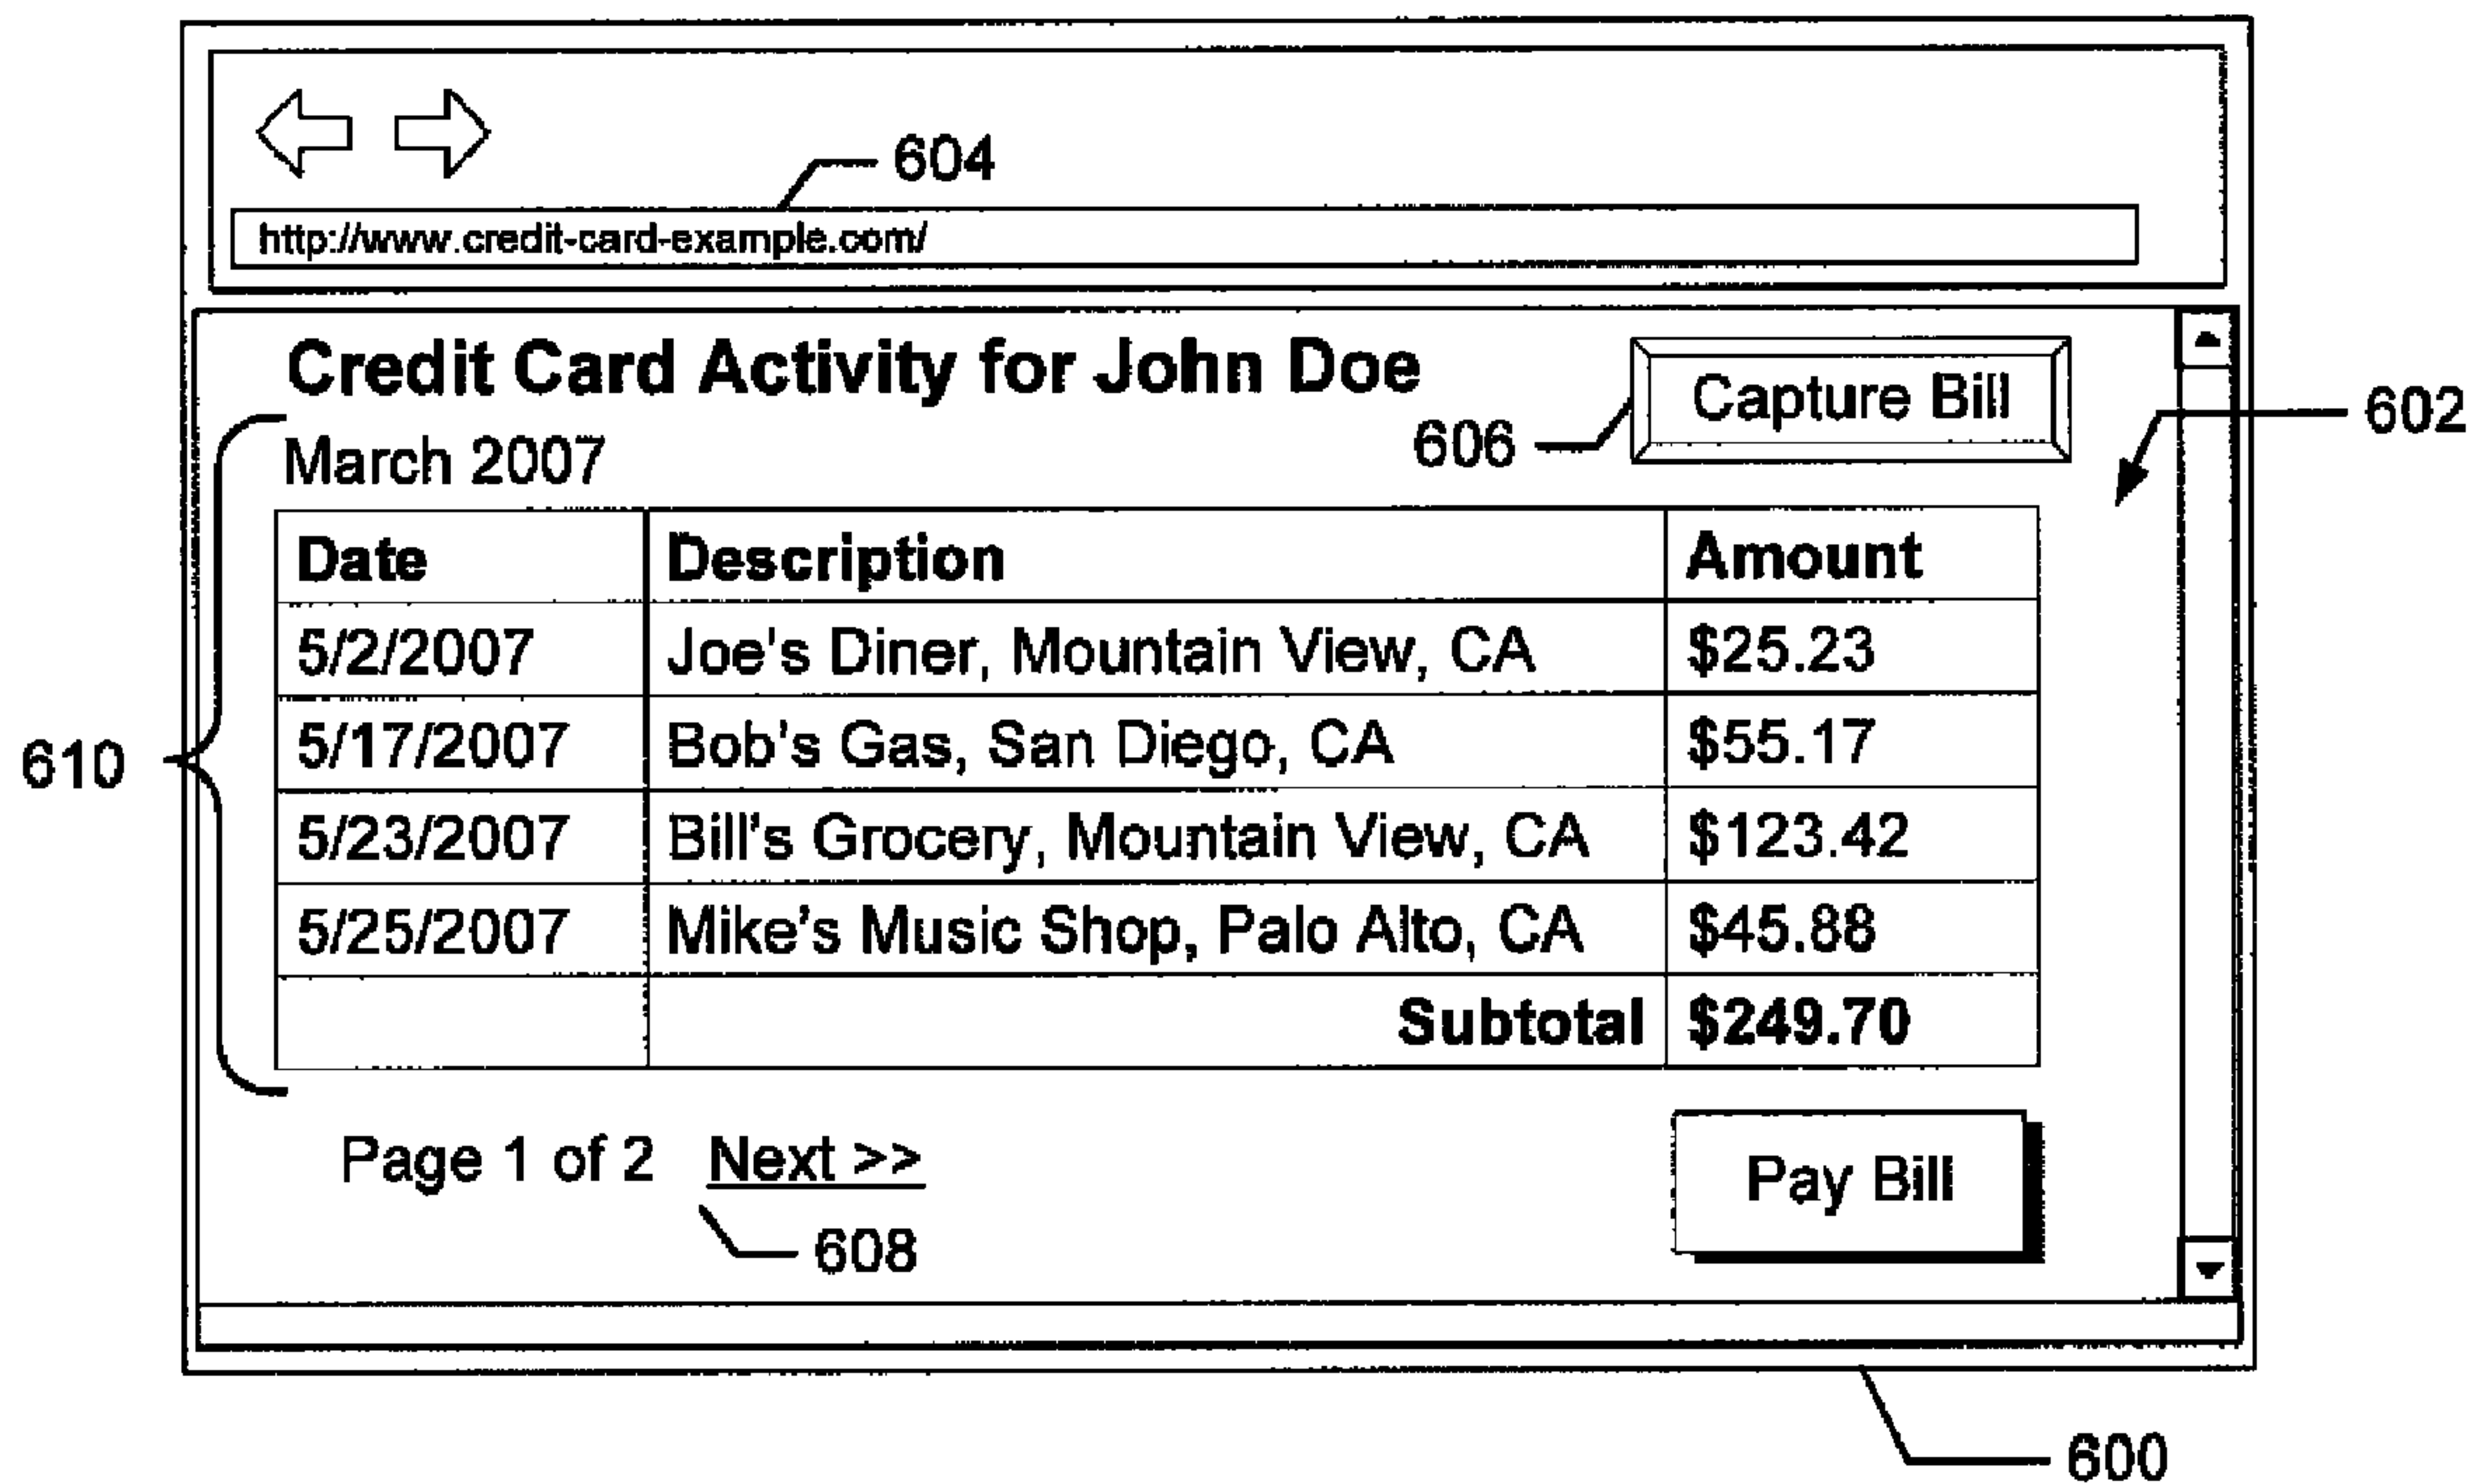 604
http://www.credit-card-example.com/
Credit Card Activity for John Doe
Capture Bill
602
606
March 2007
Date Description Amount
5/2/2007 Joe's Diner, Mountain View, CA $25.23
5/17/2007 Bob's Gas, San Diego, CA $55.17
610
5/23/2007 Bill's Grocery, Mountain View, CA $123.42
5/25/2007 Mike's Music Shop, Palo Alto, CA $45.88
Subtotal $249.70
Page 1 of 2 Next >>
Pay Bill
608
600